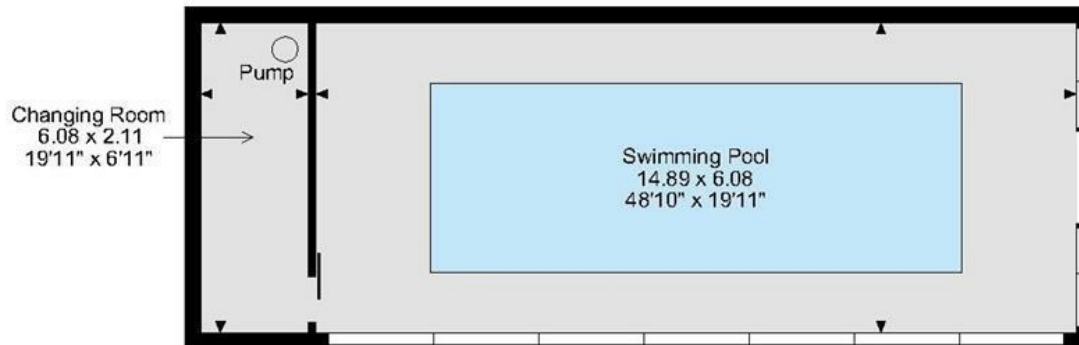 Pump
Changing Room
6.08 x 2.11
19'11" x 6'11"
Swimming Pool
14.89 x 6.08
48'10" x 19'11"